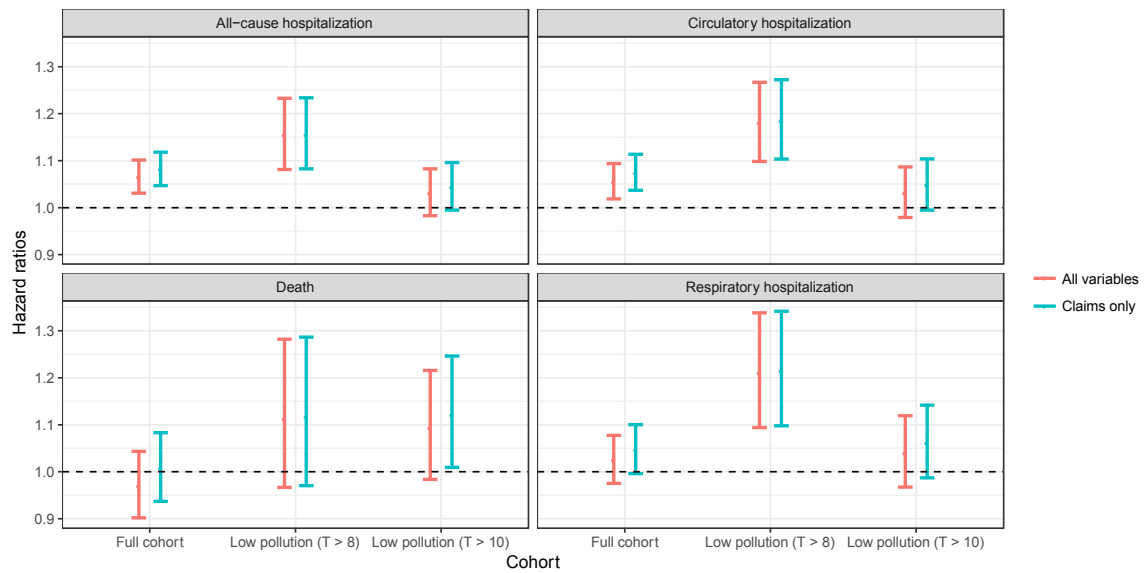 All−cause hospitalization
Circulatory hospitalization
1.3
1.2
1.1
1.0
0.9
Death
Respiratory hospitalization
1.3
1.2
1.1
1.0
0.9
Hazard ratios
Full cohort
Low pollution (T > 8)
Low pollution (T > 10)
Full cohort
Low pollution (T > 8)
Low pollution (T > 10)
Cohort
All variables
Claims only